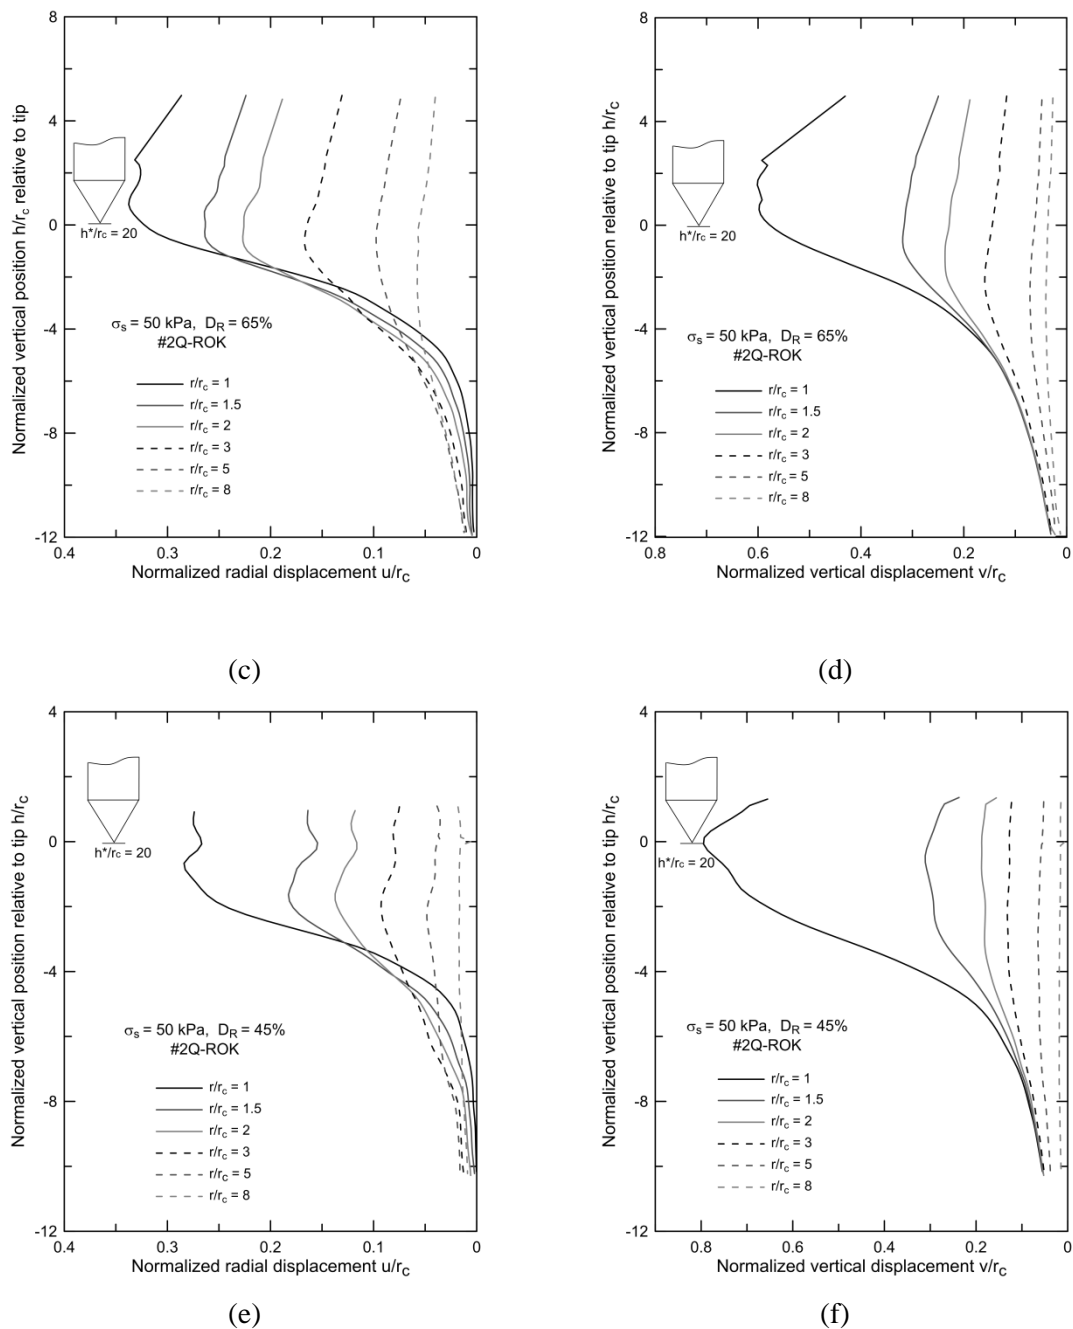 8
4
0
-4
-8
-12
Normalized vertical position h/rc relative to tip
h*/rc = 20
σs = 50 kPa, DR = 65%
#2Q-ROK
r/rc = 1
r/rc = 1.5
r/rc = 2
r/rc = 3
r/rc = 5
r/rc = 8
0.4 0.3 0.2 0.1 0
Normalized radial displacement u/rc
(c)
8
4
0
-4
-8
-12
Normalized vertical position relative to tip h/rc
h*/rc = 20
σs = 50 kPa, DR = 65%
#2Q-ROK
r/rc = 1
r/rc = 1.5
r/rc = 2
r/rc = 3
r/rc = 5
r/rc = 8
0.8 0.6 0.4 0.2 0
Normalized vertical displacement v/rc
(d)
4
0
-4
-8
-12
Normalized vertical position relative to tip h/rc
h*/rc = 20
σs = 50 kPa, DR = 45%
#2Q-ROK
r/rc = 1
r/rc = 1.5
r/rc = 2
r/rc = 3
r/rc = 5
r/rc = 8
0.4 0.3 0.2 0.1 0
Normalized radial displacement u/rc
(e)
4
0
-4
-8
-12
Normalized vertical position relative to tip h/rc
h*/rc = 20
σs = 50 kPa, DR = 45%
#2Q-ROK
r/rc = 1
r/rc = 1.5
r/rc = 2
r/rc = 3
r/rc = 5
r/rc = 8
0.8 0.6 0.4 0.2 0
Normalized vertical displacement v/rc
(f)